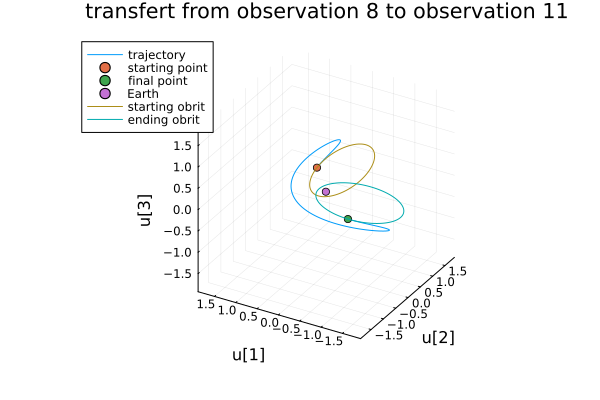 transfert from observation 8 to observation 11
trajectory
starting point
final point
Earth
starting obrit
ending obrit
1.5
1.0
0.5
0.0
−0.5
−1.0
−1.5
u[3]
1.5 1.0 0.5 0.0 −0.5 −1.0 −1.5
u[1]
−1.5 −1.0 −0.5 0.0 0.5 1.0 1.5
u[2]